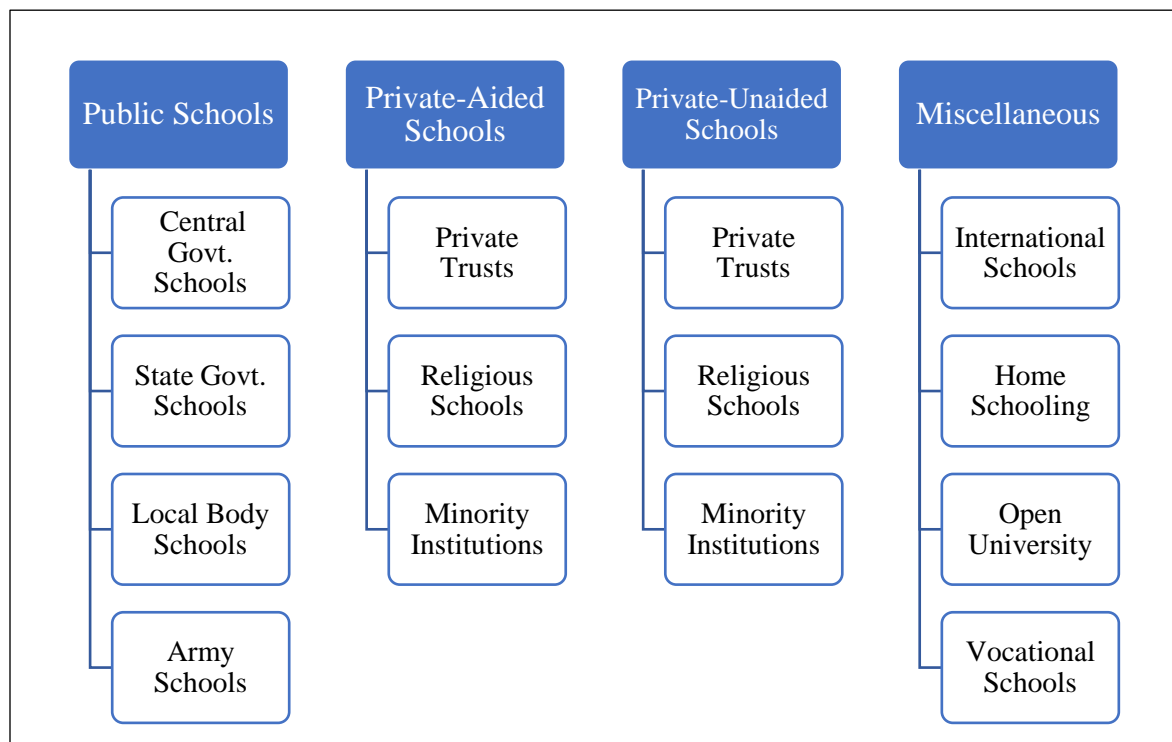 Public Schools
Central
Govt.
Schools
State Govt.
Schools
Local Body
Schools
Army
Schools
Private-Aided
Schools
Private
Trusts
Religious
Schools
Minority
Institutions
Private-Unaided
Schools
Private
Trusts
Religious
Schools
Minority
Institutions
Miscellaneous
International
Schools
Home
Schooling
Open
University
Vocational
Schools